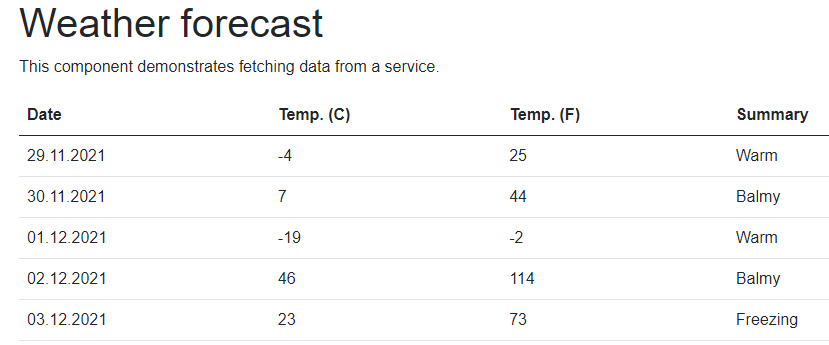 Weather forecast
This component demonstrates fetching data from a service.
Date Temp. (C) Temp. (F) Summary
29.11.2021 -4 25 Warm
30.11.2021 7 44 Balmy
01.12.2021 -19 -2 Warm
02.12.2021 46 114 Balmy
03.12.2021 23 73 Freezing